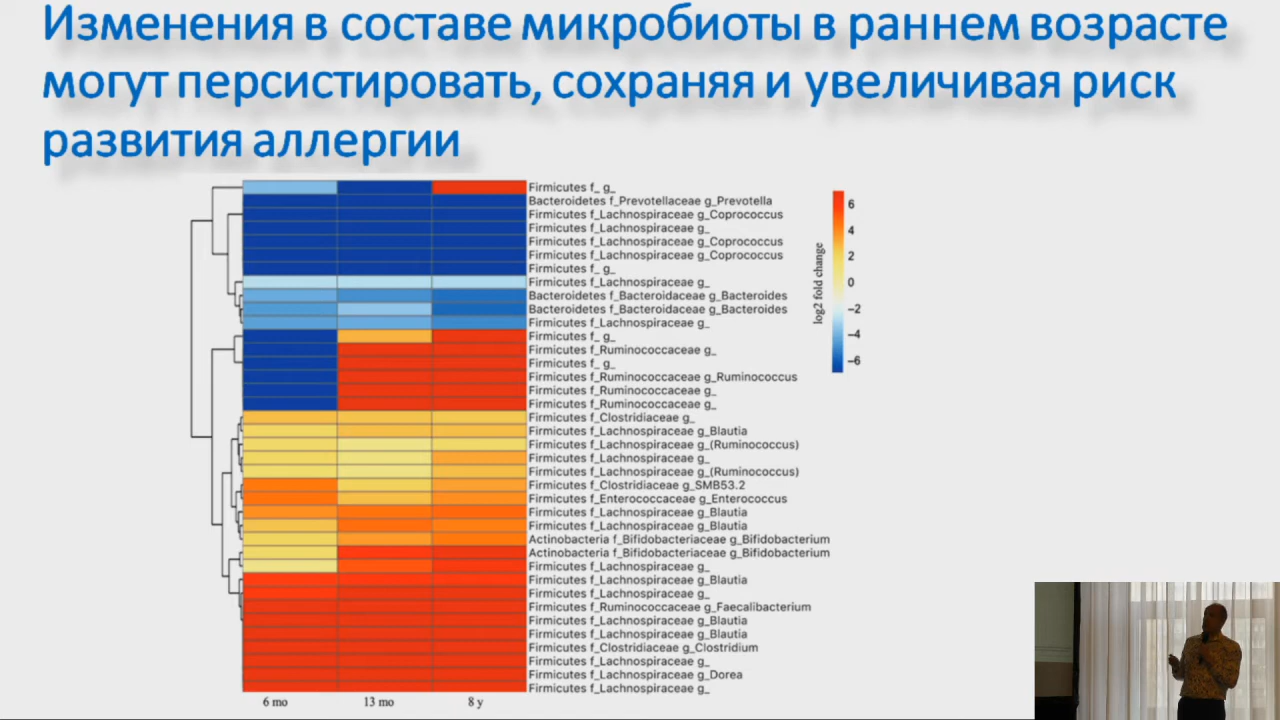 Изменения в составе микробиоты в раннем возрасте
могут персистировать, сохраняя и увеличивая риск
развития аллергии
Firmicutes f_ g_
Bacteroidetes f_Prevotellaceae g_Prevotella
Firmicutes f_Lachnospiraceae g_Coprococcus
Firmicutes f_Lachnospiraceae g_
Firmicutes f_Lachnospiraceae g_Coprococcus
Firmicutes f_Lachnospiraceae g_Coprococcus
Firmicutes f_ g_
Firmicutes f_Lachnospiraceae g_
Bacteroidetes f_Bacteroidaceae g_Bacteroides
Bacteroidetes f_Bacteroidaceae g_Bacteroides
Firmicutes f_Lachnospiraceae g_
Firmicutes f_ g_
Firmicutes f_Ruminococcaceae g_
Firmicutes f_ g_
Firmicutes f_Ruminococcaceae g_Ruminococcus
Firmicutes f_Ruminococcaceae g_
Firmicutes f_Ruminococcaceae g_
Firmicutes f_Clostridiaceae g_
Firmicutes f_Lachnospiraceae g_Blautia
Firmicutes f_Lachnospiraceae g_(Ruminococcus)
Firmicutes f_Lachnospiraceae g_
Firmicutes f_Lachnospiraceae g_(Ruminococcus)
Firmicutes f_Clostridiaceae g_SMB53.2
Firmicutes f_Enterococcaceae g_Enterococcus
Firmicutes f_Lachnospiraceae g_Blautia
Firmicutes f_Lachnospiraceae g_Blautia
Actinobacteria f_Bifidobacteriaceae g_Bifidobacterium
Actinobacteria f_Bifidobacteriaceae g_Bifidobacterium
Firmicutes f_Lachnospiraceae g_
Firmicutes f_Lachnospiraceae g_Blautia
Firmicutes f_Lachnospiraceae g_
Firmicutes f_Ruminococcaceae g_Faecalibacterium
Firmicutes f_Lachnospiraceae g_Blautia
Firmicutes f_Lachnospiraceae g_Blautia
Firmicutes f_Clostridiaceae g_Clostridium
Firmicutes f_Lachnospiraceae g_
Firmicutes f_Lachnospiraceae g_Dorea
Firmicutes f_Lachnospiraceae g_
6 mo 13 mo 8 y
log2 fold change
6
4
2
0
−2
−4
−6